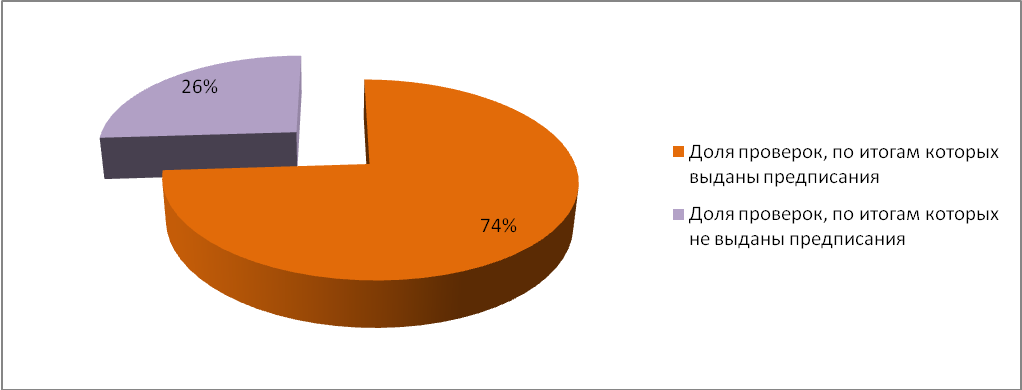 26%
74%
Доля проверок, по итогам которых
выданы предписания
Доля проверок, по итогам которых
не выданы предписания